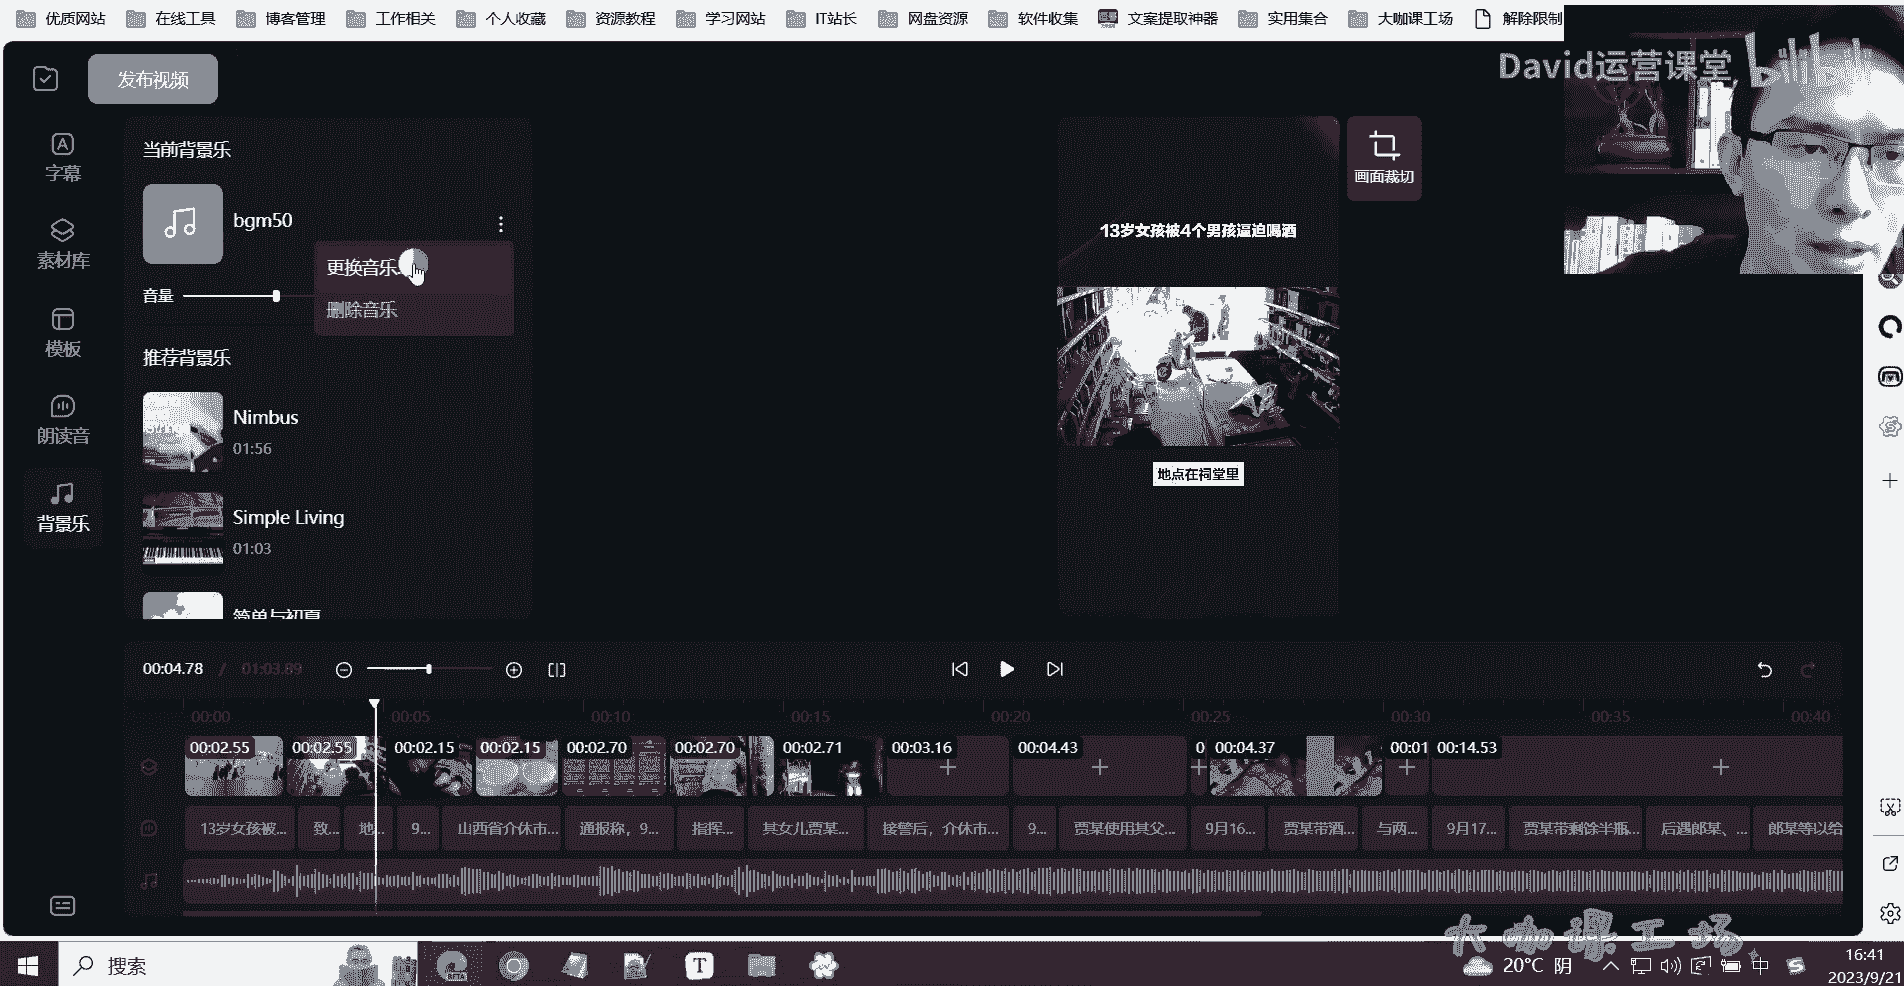 优质网站 在线工具 博客管理 工作相关 个人收藏 资源教程 学习网站 IT站长 网盘资源 软件收集 文案提取神器 实用集合 大咖课工场 解除限制
David运营课堂 bilibili
发布视频
字幕
素材库
模板
朗读音
背景乐
当前背景乐
bgm50
更换音乐
删除音乐
音量
推荐背景乐
Nimbus
01:56
Simple Living
01:03
简单与初夏
画面裁切
13岁女孩被4个男孩逼迫喝酒
地点在祠堂里
00:04.78 / 01:03.89
00:00 00:05 00:10 00:15 00:20 00:25 00:30 00:35 00:40
00:02.55 00:02.55 00:02.15 00:02.15 00:02.70 00:02.70 00:02.71 00:03.16 00:04.43 0 00:04.37 00:01 00:14.53
13岁女孩被... 致... 地... 9... 山西省介休市... 通报称，9... 指挥... 其女儿贾某... 接警后，介休市... 9... 贾某使用其父... 9月16... 贾某带酒... 与两... 9月17... 贾某带剩馀半瓶... 后遇郎某、... 郎某等以给
大咖课工场
搜索
BETA
T
20°C 阴
中
S
16:41
2023/9/21